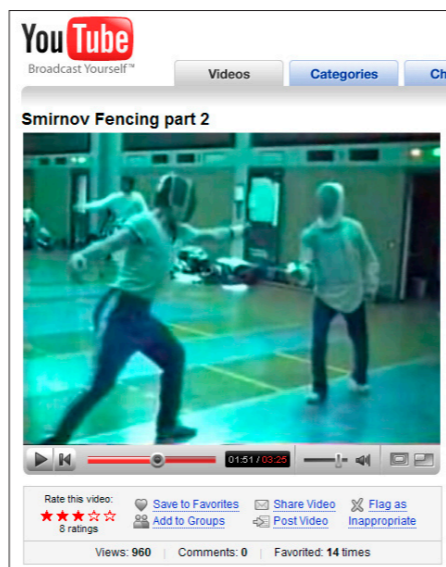 You Tube
Broadcast Yourself™
Videos Categories Ch
Smirnov Fencing part 2
01:51 / 03:25
Rate this video:
8 ratings
Save to Favorites Share Video Flag as
Add to Groups Post Video Inappropriate
Views: 960 | Comments: 0 | Favorited: 14 times